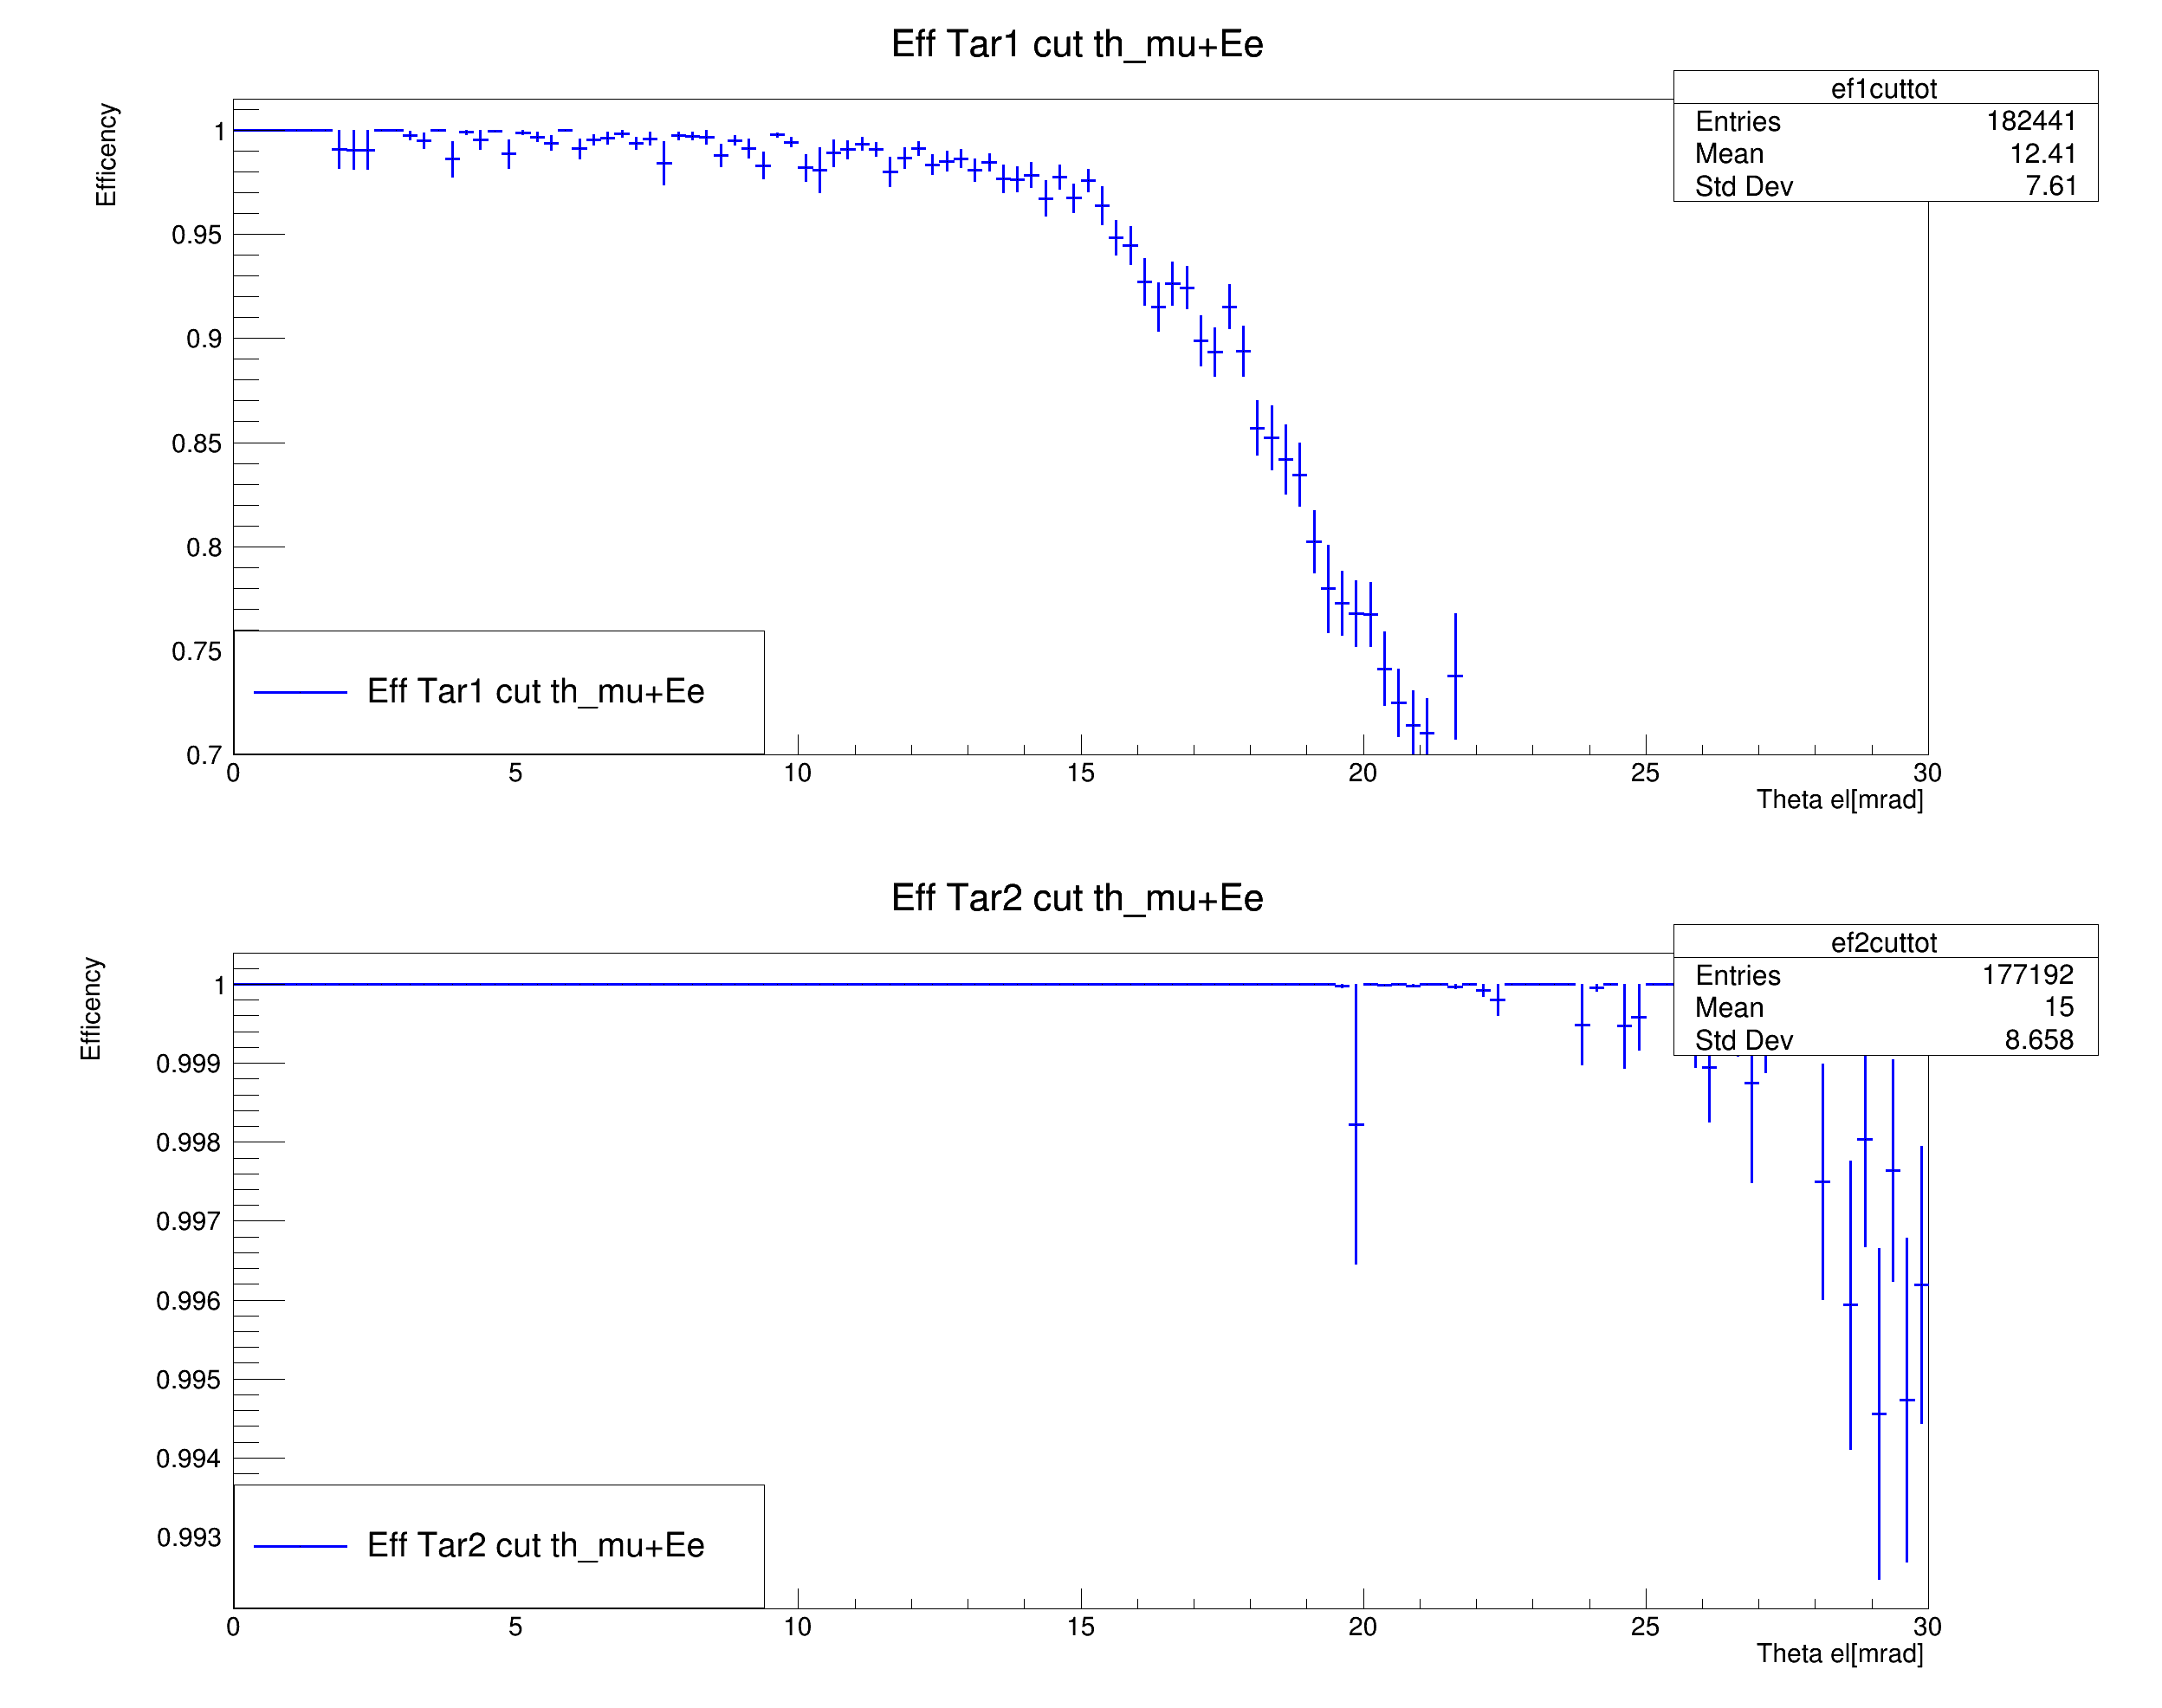 Eff Tar1 cut th_mu+Ee
ef1cuttot
Entries 182441
Mean 12.41
Std Dev 7.61
Efficency
1
0.95
0.9
0.85
0.8
0.75
0.7
Eff Tar1 cut th_mu+Ee
0 5 10 15 20 25 30
Theta el[mrad]
Eff Tar2 cut th_mu+Ee
ef2cuttot
Entries 177192
Mean 15
Std Dev 8.658
Efficency
1
0.999
0.998
0.997
0.996
0.995
0.994
0.993
Eff Tar2 cut th_mu+Ee
0 5 10 15 20 25 30
Theta el[mrad]